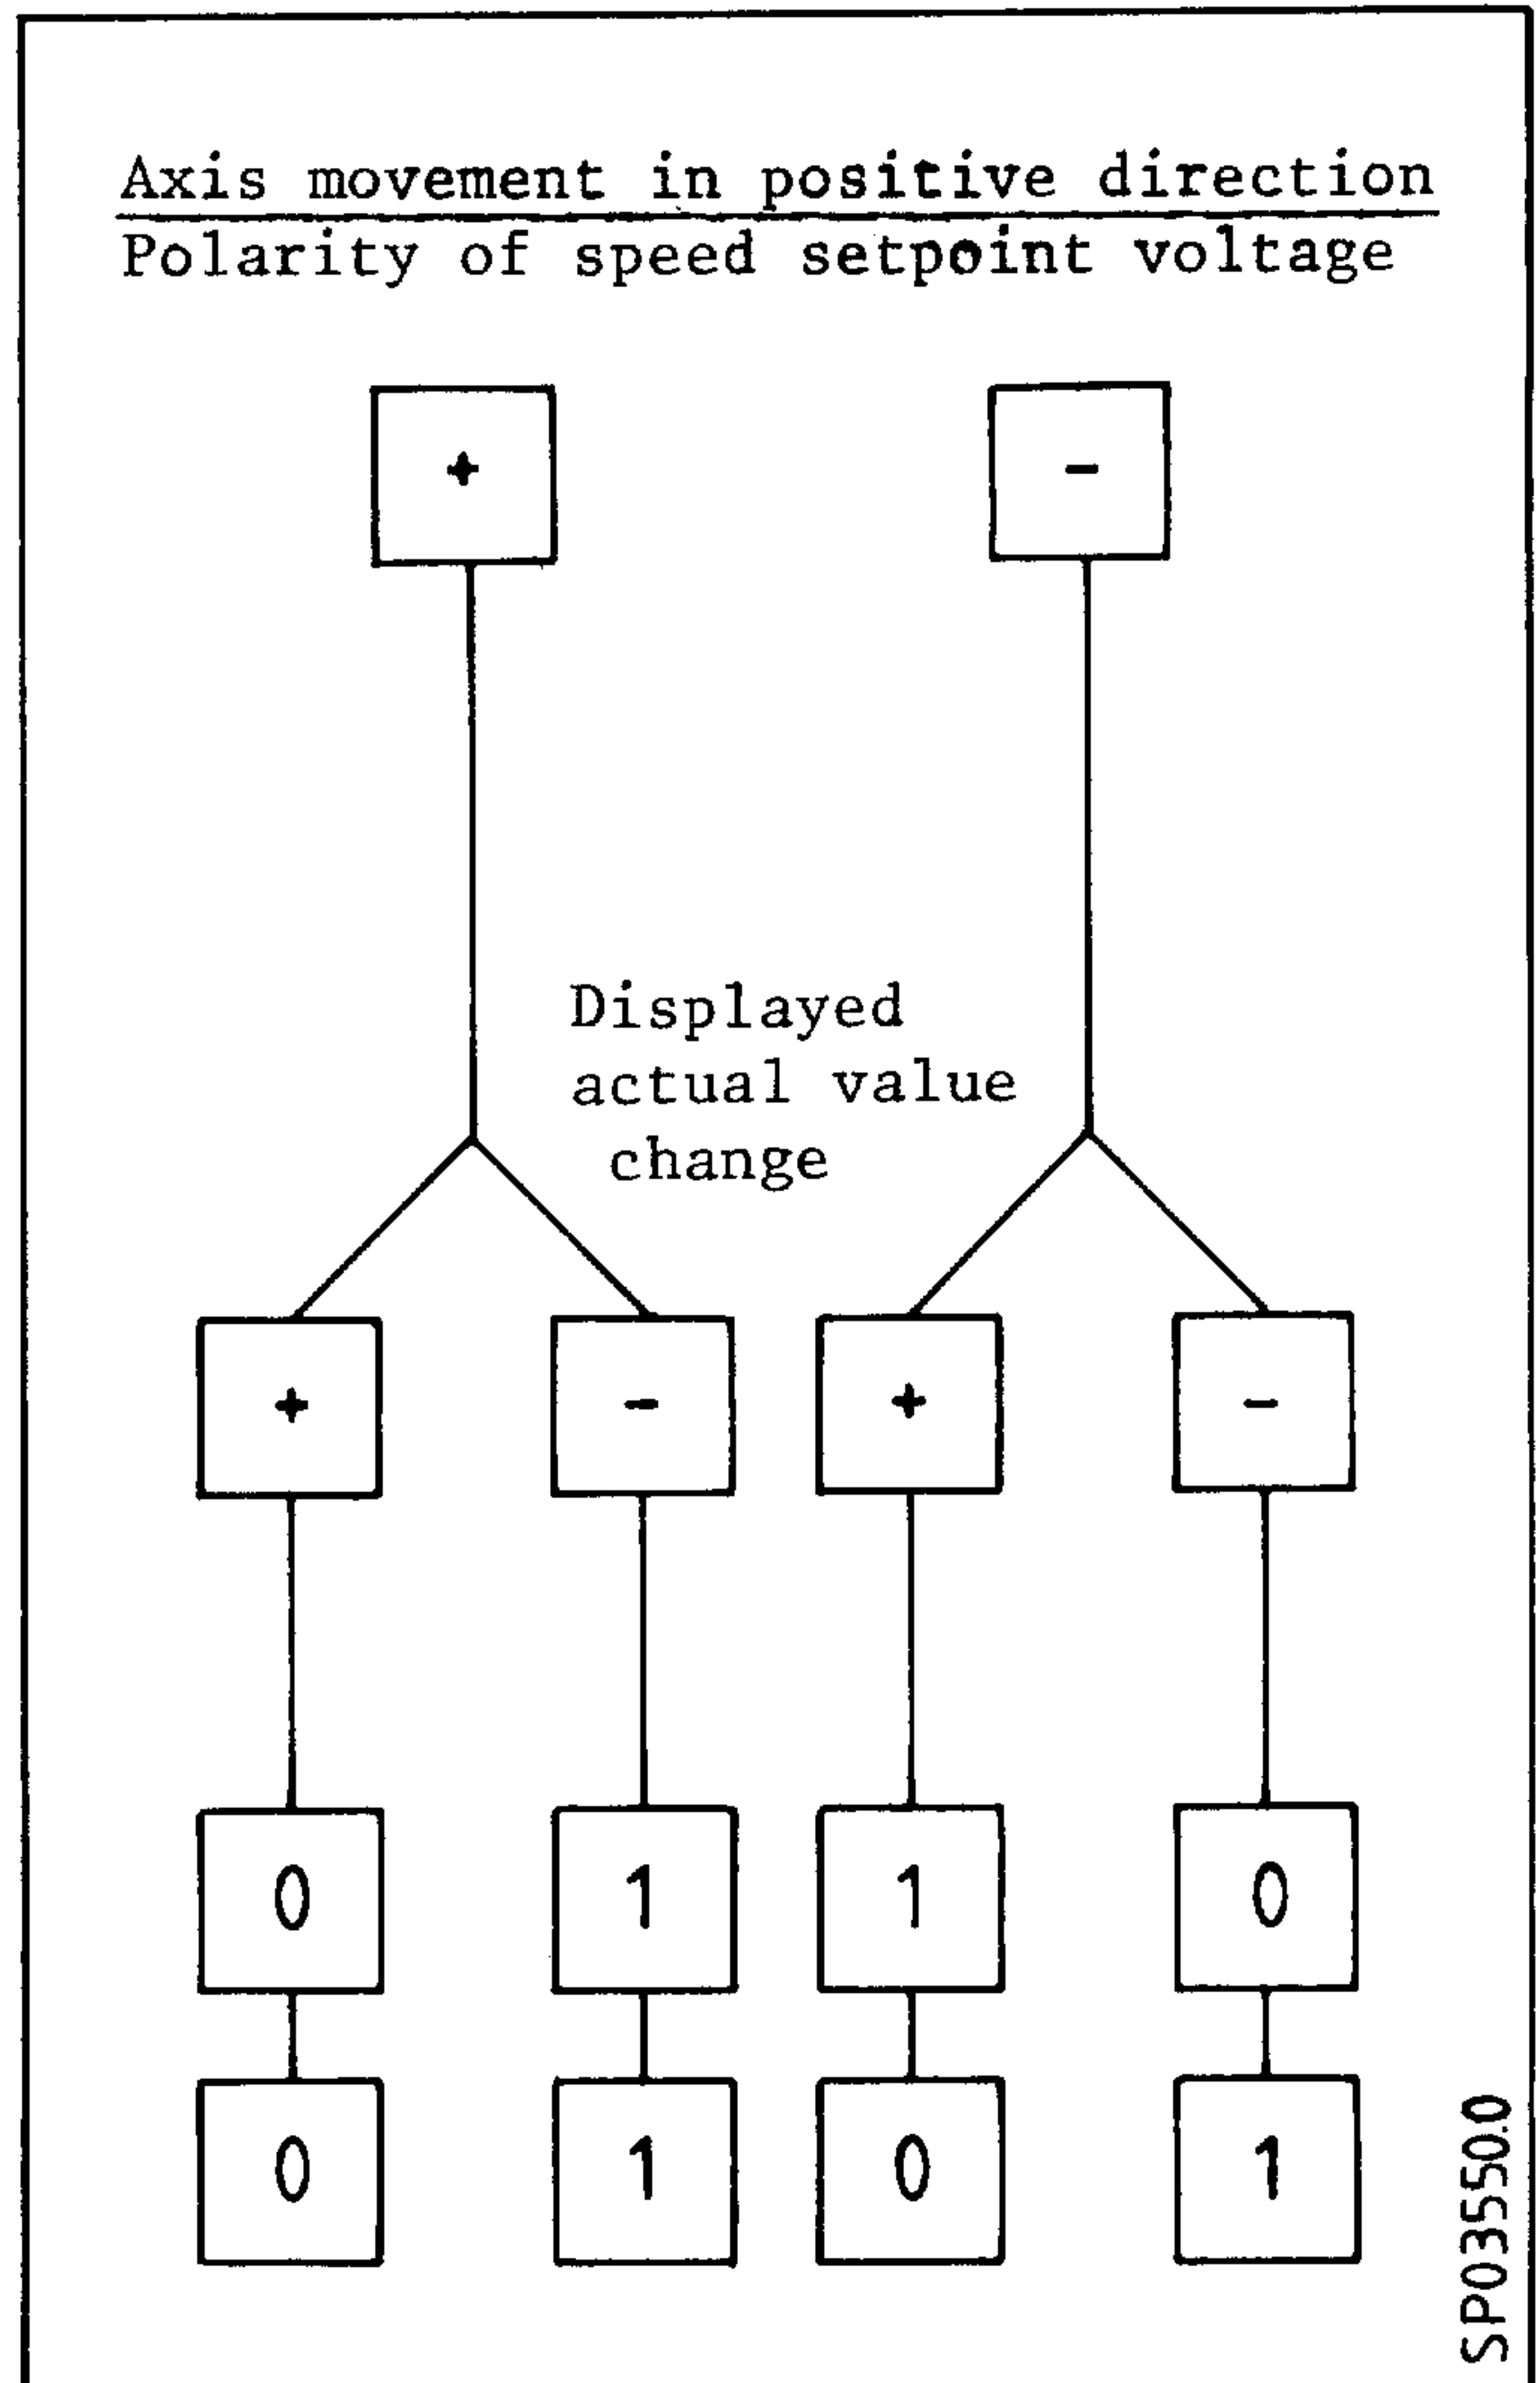 Axis movement in positive direction
Polarity of speed setpoint voltage
+ -
Displayed
actual value
change
+ - + -
0 1 1 0
0 1 0 1
SP03550.0